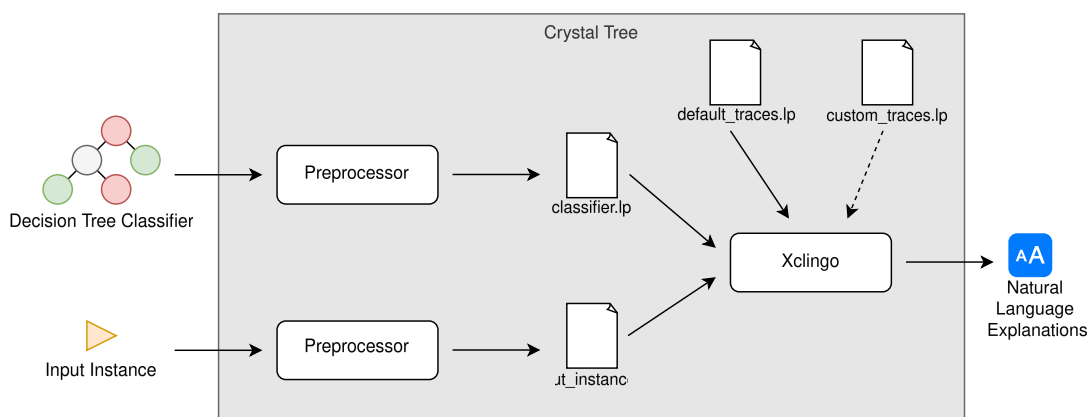 Crystal Tree
default_traces.lp
custom_traces.lp
Preprocessor
classifier.lp
Decision Tree Classifier
Xclingo
Natural
Language
Explanations
Preprocessor
Input Instance